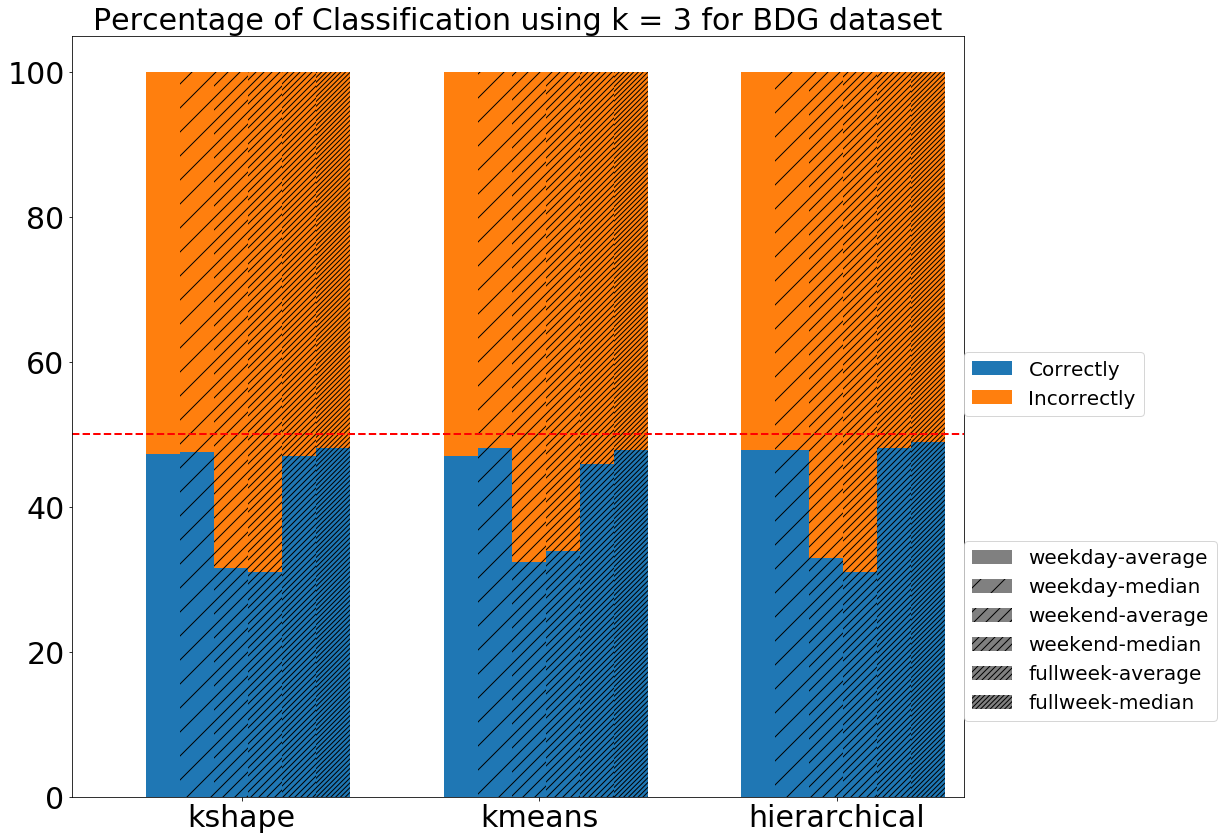 Percentage of Classification using k = 3 for BDG dataset
100
80
60
40
20
0
kshape
kmeans
hierarchical
Correctly
Incorrectly
weekday-average
weekday-median
weekend-average
weekend-median
fullweek-average
fullweek-median